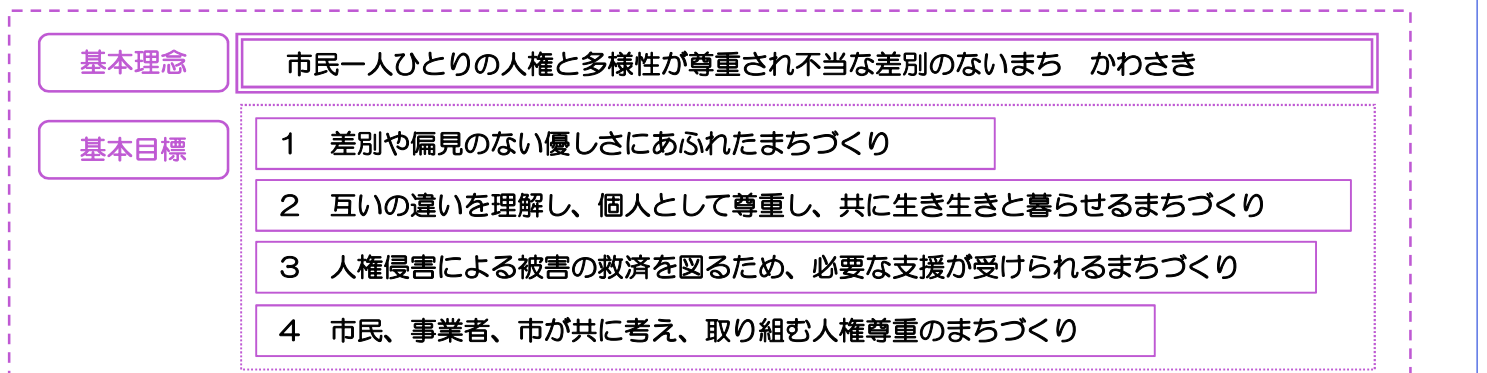 基本理念
市民一人ひとりの人権と多様性が尊重され不当な差別のないまち　かわさき
基本目標
１　差別や偏見のない優しさにあふれたまちづくり
２　互いの違いを理解し、個人として尊重し、共に生き生きと暮らせるまちづくり
３　人権侵害による被害の救済を図るため、必要な支援が受けられるまちづくり
４　市民、事業者、市が共に考え、取り組む人権尊重のまちづくり